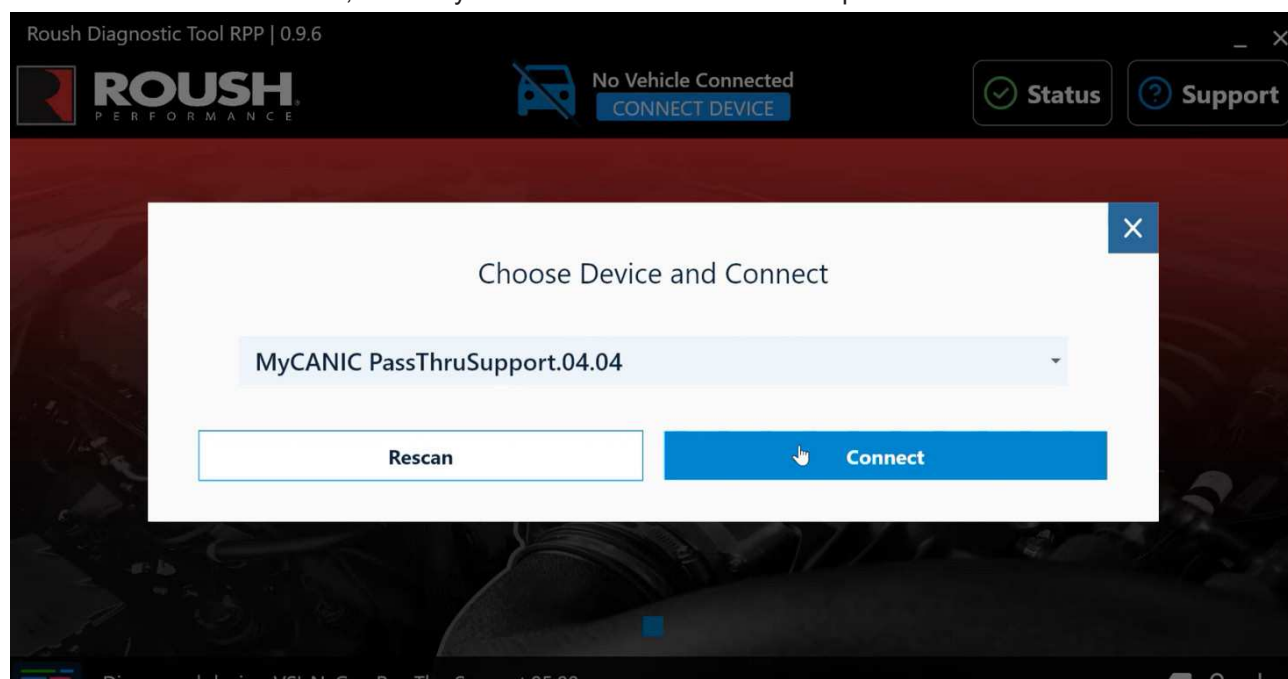 Roush Diagnostic Tool RPP | 0.9.6
ROUSH
PERFORMANCE
No Vehicle Connected
CONNECT DEVICE
Status
Support
Choose Device and Connect
MyCANIC PassThruSupport.04.04
Rescan
Connect